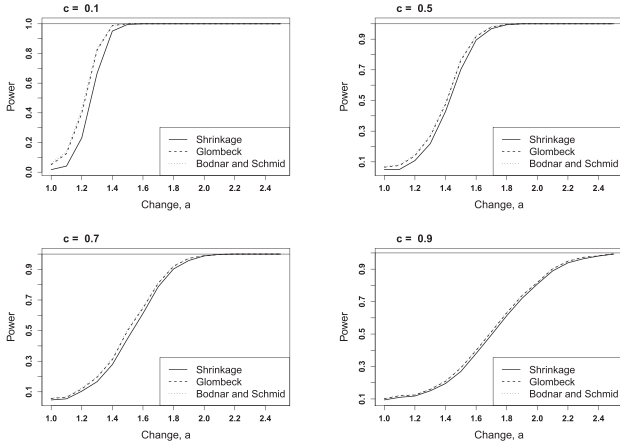 c = 0.1
Power
0.0 0.2 0.4 0.6 0.8 1.0
1.0 1.2 1.4 1.6 1.8 2.0 2.2 2.4
Change, a
Shrinkage
Glombeck
Bodnar and Schmid
c = 0.5
Power
0.1 0.3 0.5 0.7 0.9
1.0 1.2 1.4 1.6 1.8 2.0 2.2 2.4
Change, a
Shrinkage
Glombeck
Bodnar and Schmid
c = 0.7
Power
0.1 0.3 0.5 0.7 0.9
1.0 1.2 1.4 1.6 1.8 2.0 2.2 2.4
Change, a
Shrinkage
Glombeck
Bodnar and Schmid
c = 0.9
Power
0.1 0.3 0.5 0.7 0.9
1.0 1.2 1.4 1.6 1.8 2.0 2.2 2.4
Change, a
Shrinkage
Glombeck
Bodnar and Schmid